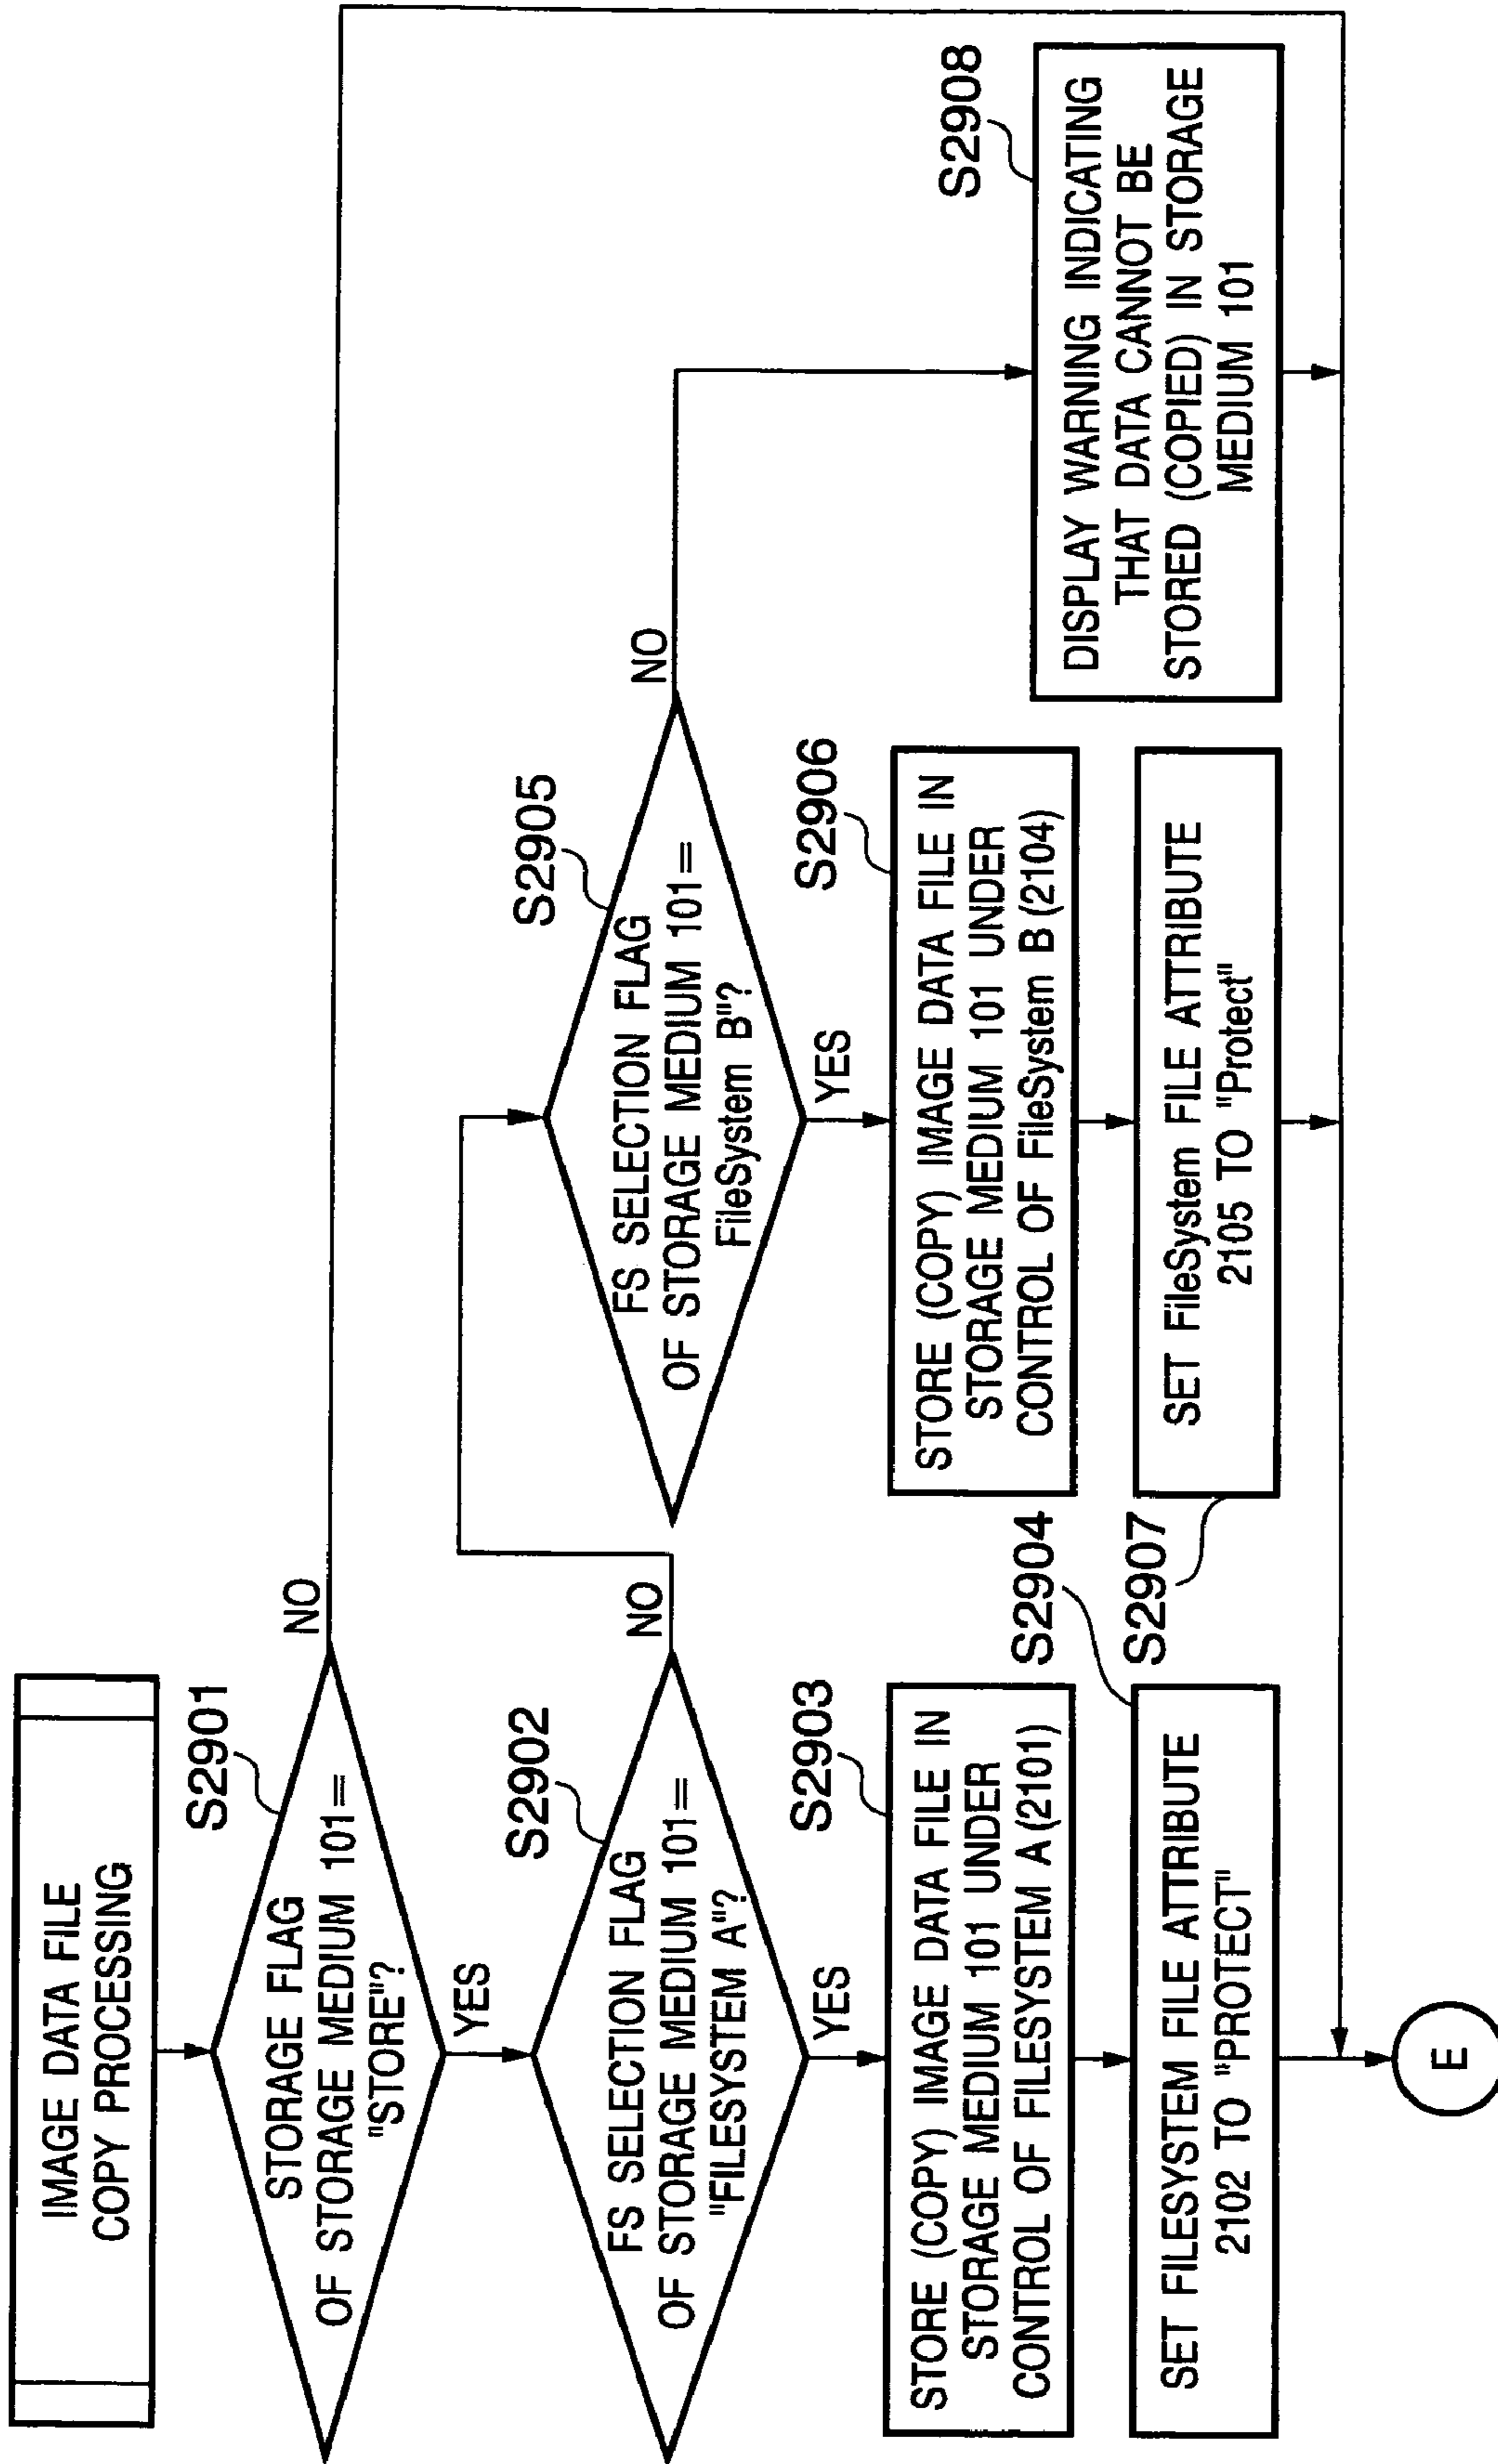 IMAGE DATA FILE
COPY PROCESSING
S2901
STORAGE FLAG
OF STORAGE MEDIUM 101=
"STORE"?
NO
YES
S2902
FS SELECTION FLAG
OF STORAGE MEDIUM 101=
"FILESYSTEM A"?
NO
YES
S2903
STORE (COPY) IMAGE DATA FILE IN
STORAGE MEDIUM 101 UNDER
CONTROL OF FILESYSTEM A (2101)
S2904
SET FILESYSTEM FILE ATTRIBUTE
2102 TO "PROTECT"
S2905
FS SELECTION FLAG
OF STORAGE MEDIUM 101=
FileSystem B"?
NO
YES
S2906
STORE (COPY) IMAGE DATA FILE IN
STORAGE MEDIUM 101 UNDER
CONTROL OF FileSystem B (2104)
S2907
SET FileSystem FILE ATTRIBUTE
2105 TO "Protect"
S2908
DISPLAY WARNING INDICATING
THAT DATA CANNOT BE
STORED (COPIED) IN STORAGE
MEDIUM 101
E